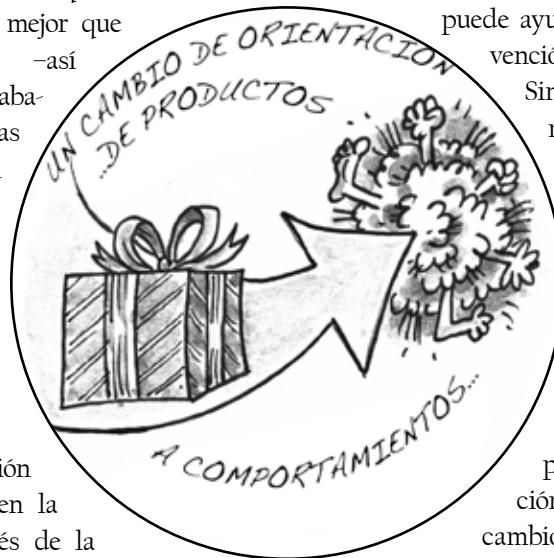 mejor que
–así
UN CAMBIO DE ORIENTACIÓN
...DE PRODUCTOS
A COMPORTAMIENTOS...
en la
és de la
puede ayu
venció
Sin
ción
cambio